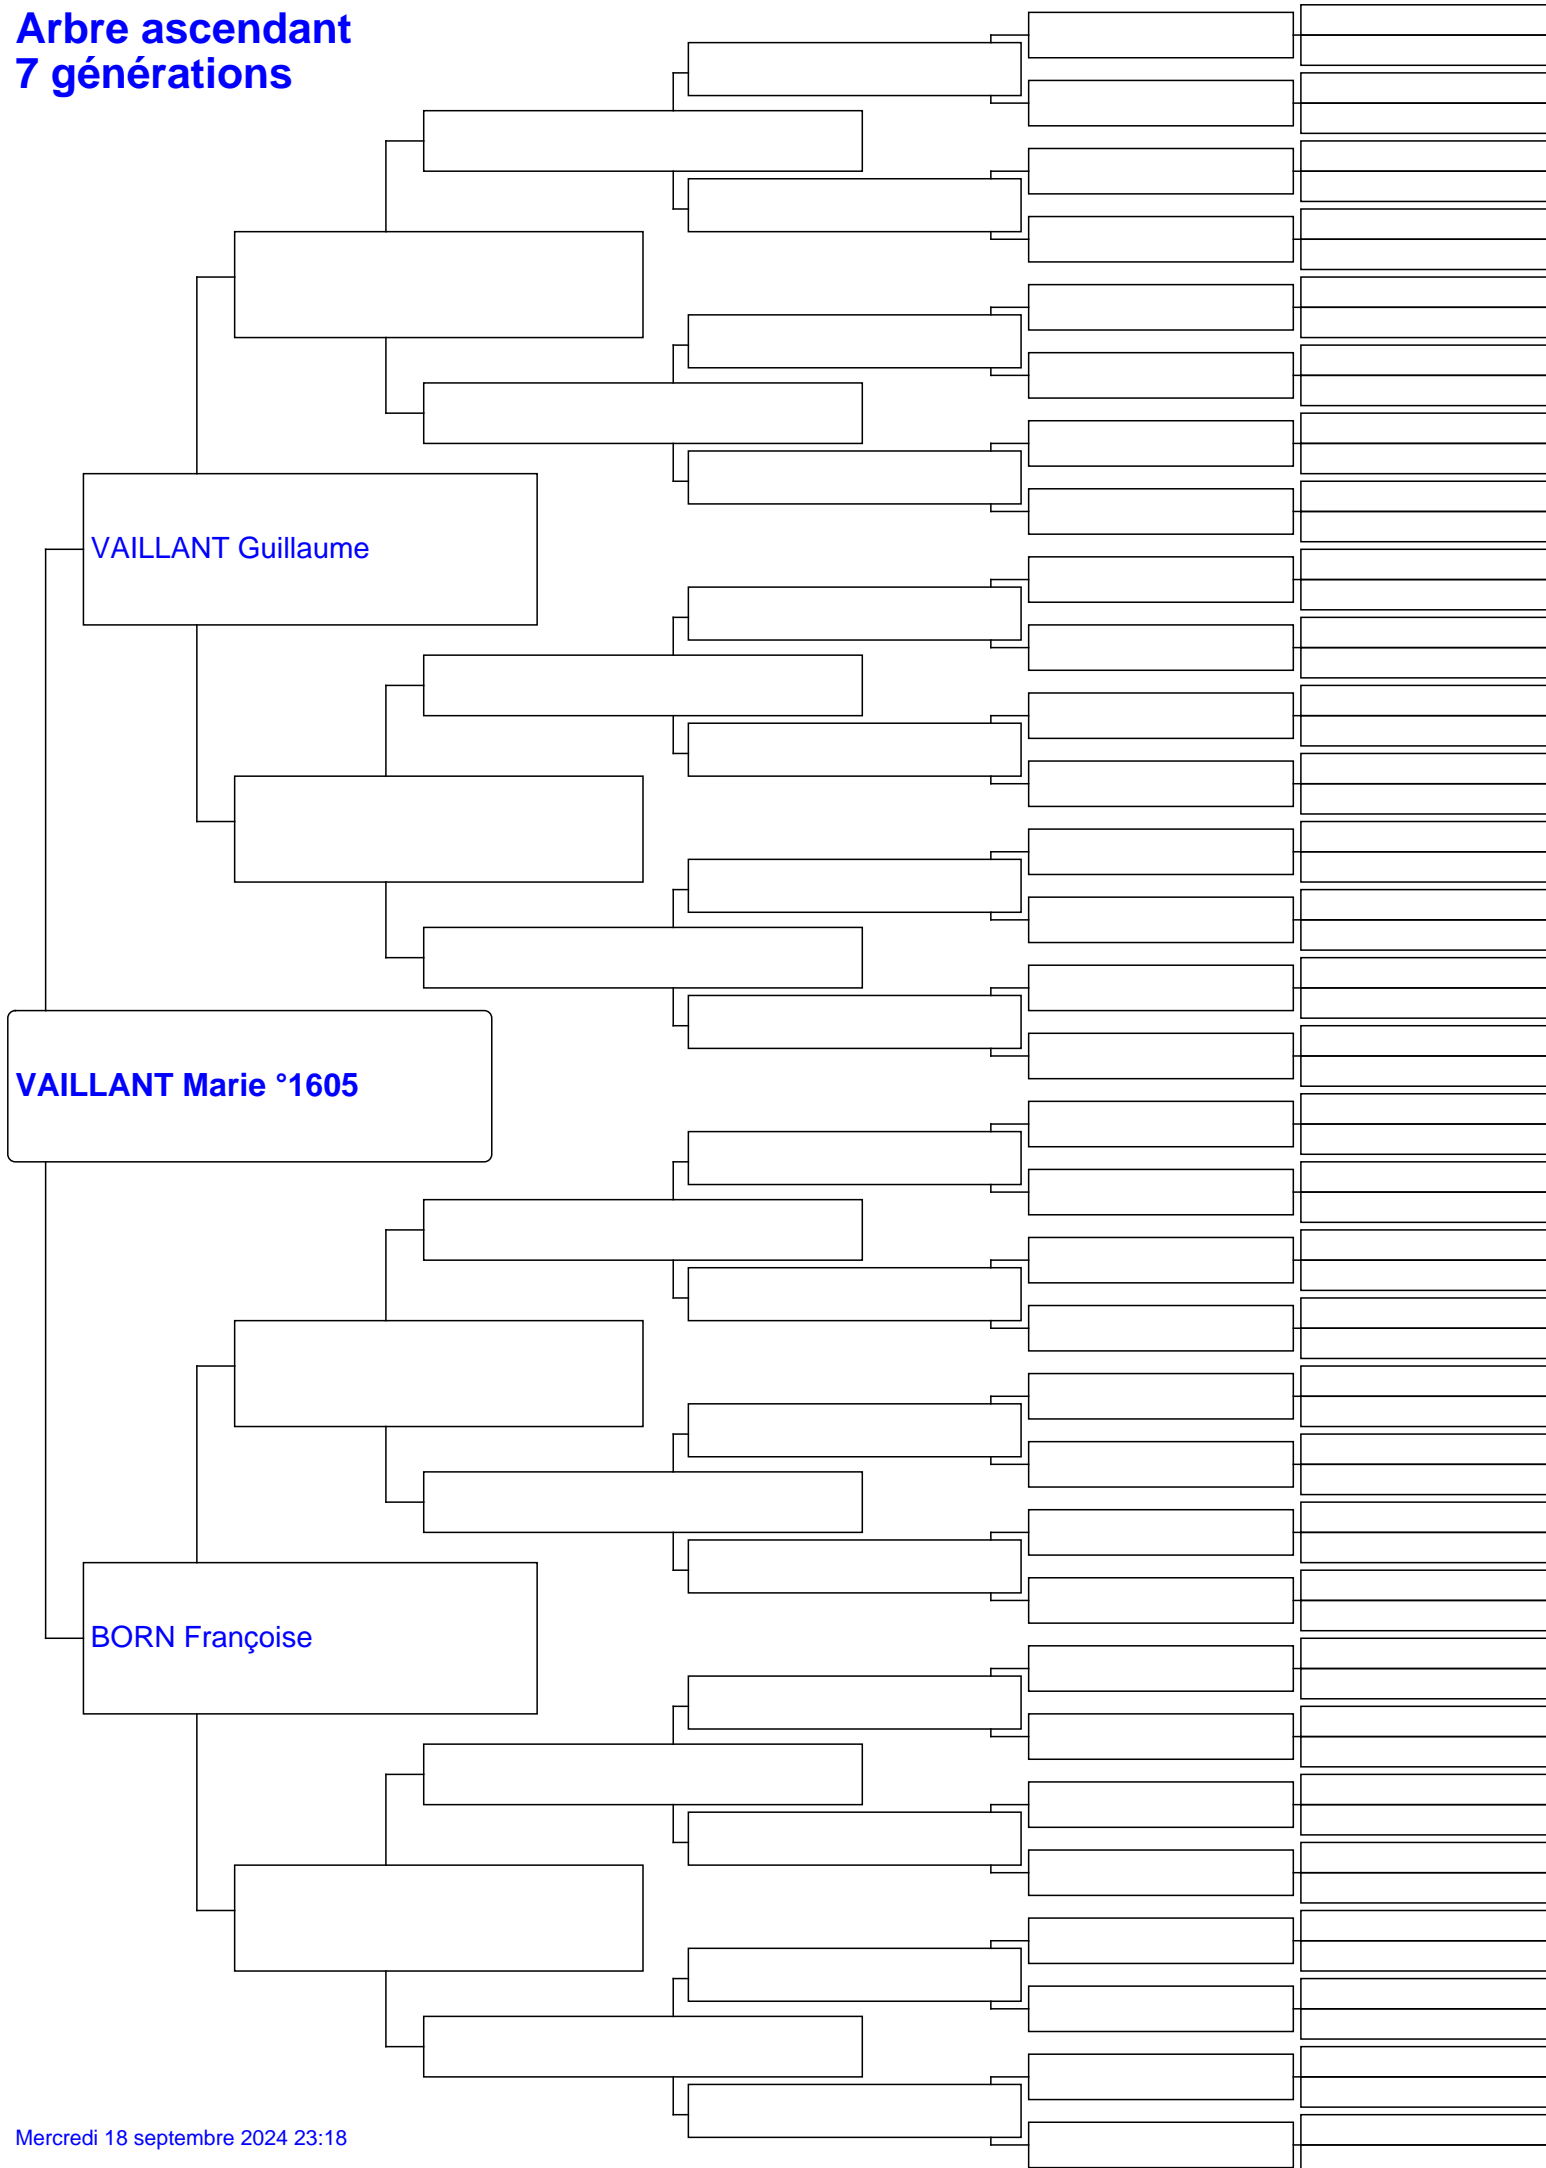 Arbre ascendant
7 générations
VAILLANT Guillaume
VAILLANT Marie °1605
BORN Françoise
Mercredi 18 septembre 2024 23:18